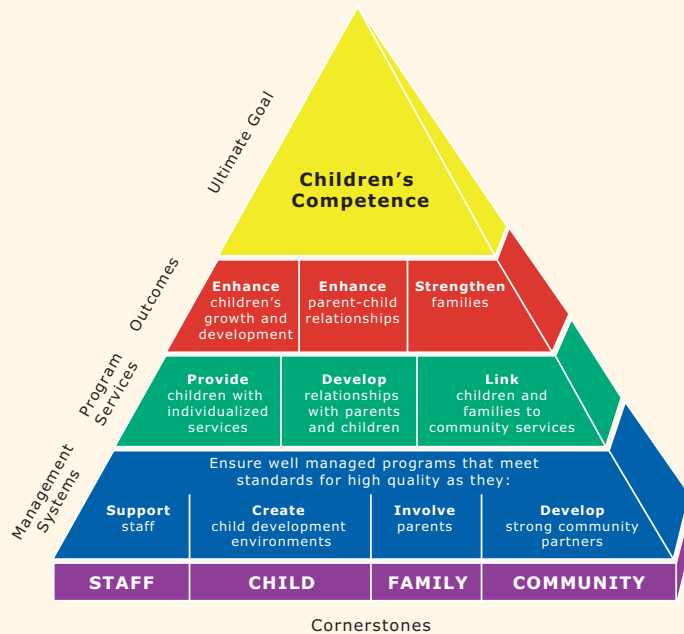 Ultimate Goal
Children's
Competence
Outcomes
Enhance
children's
growth and
development
Enhance
parent-child
relationships
Strengthen
families
Program
Services
Provide
children with
individualized
services
Develop
relationships
with parents
and children
Link
children and
families to
community services
Management
Systems
Ensure well managed programs that meet
standards for high quality as they:
Support
staff
Create
child development
environments
Involve
parents
Develop
strong community
partners
STAFF
CHILD
FAMILY
COMMUNITY
Cornerstones